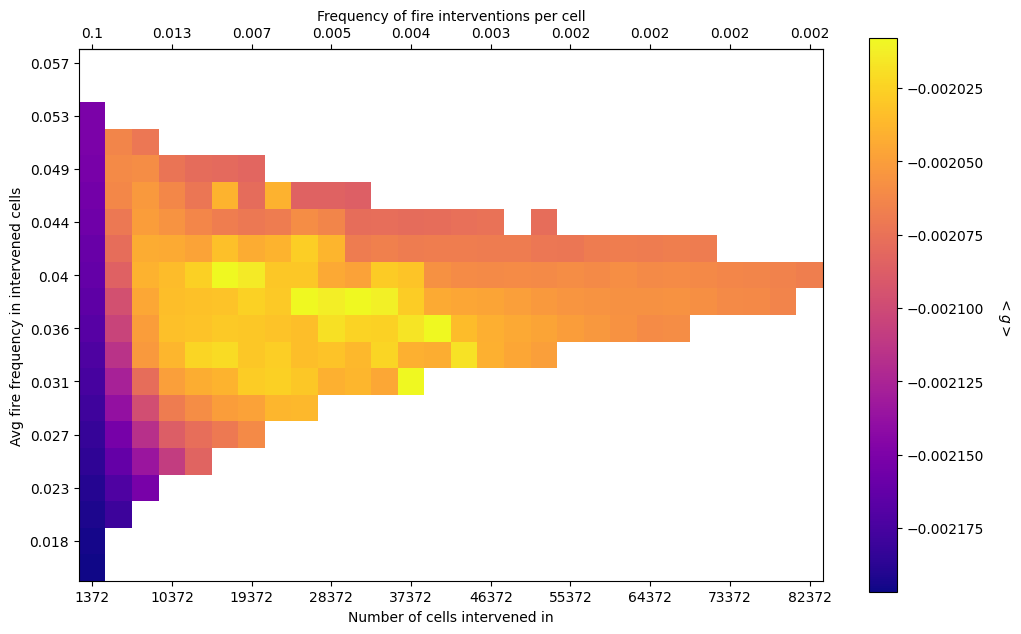 Frequency of fire interventions per cell
0.1 0.013 0.007 0.005 0.004 0.003 0.002 0.002 0.002 0.002
Avg fire frequency in intervened cells
0.057
0.053
0.049
0.044
0.04
0.036
0.031
0.027
0.023
0.018
1372 10372 19372 28372 37372 46372 55372 64372 73372 82372
Number of cells intervened in
−0.002025
−0.002050
−0.002075
−0.002100
−0.002125
−0.002150
−0.002175
< g >